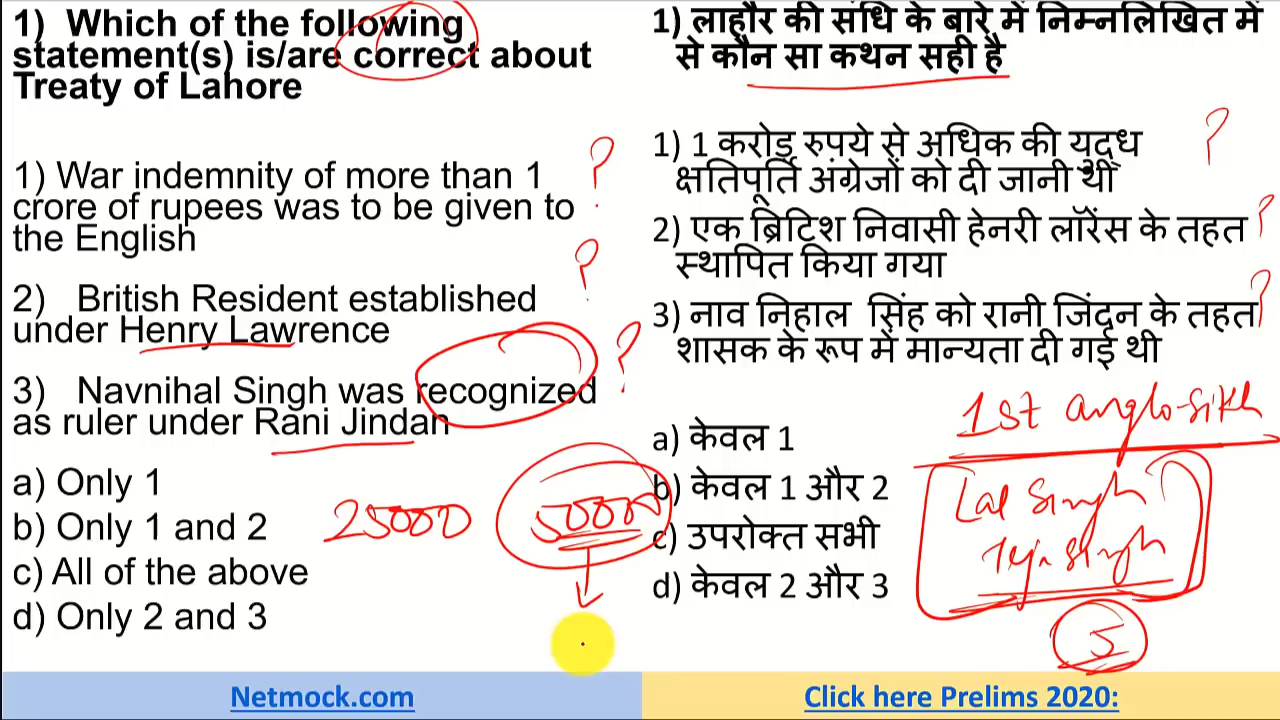 1) Which of the following
statement(s) is/are correct about
Treaty of Lahore
1) War indemnity of more than 1
crore of rupees was to be given to
the English
2) British Resident established
under Henry Lawrence
3) Navnihal Singh was recognized
as ruler under Rani Jindan
a) Only 1
b) Only 1 and 2
c) All of the above
d) Only 2 and 3
25000
50000
1) लाहौर की संधि के बारे में निम्नलिखित में
से कौन सा कथन सही है
1) 1 करोड़ रुपये से अधिक की युद्ध
क्षतिपूर्ति अंग्रेजों को दी जानी थी
2) एक ब्रिटिश निवासी हेनरी लॉरेंस के तहत
स्थापित किया गया
3) नाव निहाल सिंह को रानी जिंदन के तहत
शासक के रूप में मान्यता दी गई थी
a) केवल 1
b) केवल 1 और 2
c) उपरोक्त सभी
d) केवल 2 और 3
1st anglo-sikh
Lal Singh
Teja Singh
5
Netmock.com
Click here Prelims 2020: